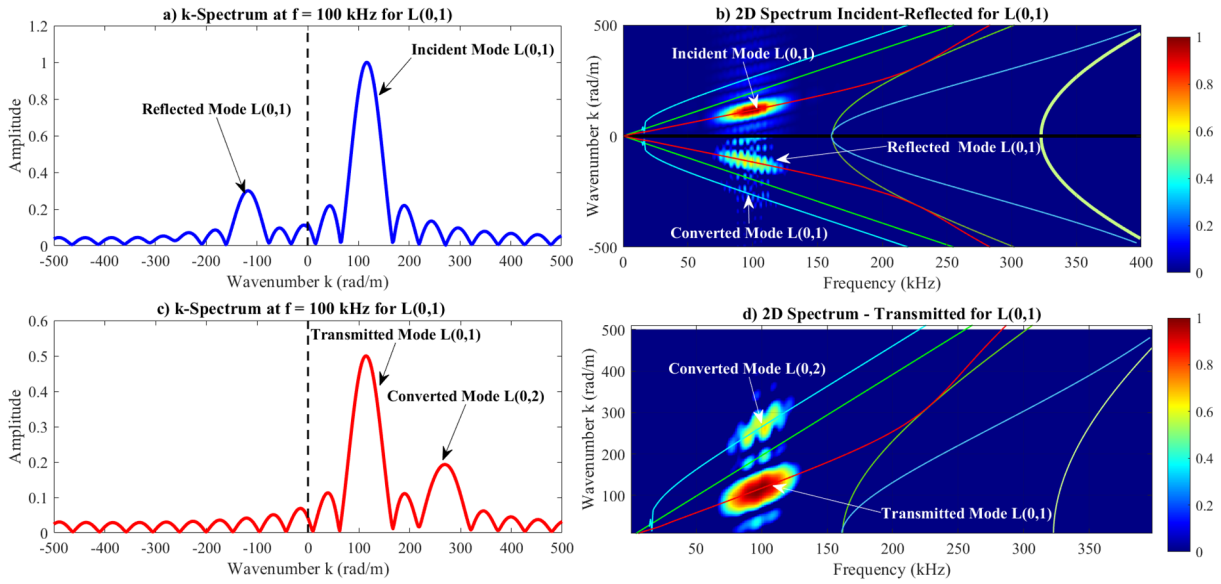 a) k-Spectrum at f = 100 kHz for L(0,1)
1.2
1
0.8
0.6
0.4
0.2
0
Amplitude
Incident Mode L(0,1)
Reflected Mode L(0,1)
-500 -400 -300 -200 -100 0 100 200 300 400 500
Wavenumber k (rad/m)
b) 2D Spectrum Incident-Reflected for L(0,1)
500
0
-500
Wavenumber k (rad/m)
Incident Mode L(0,1)
Reflected Mode L(0,1)
Converted Mode L(0,1)
0 50 100 150 200 250 300 350 400
Frequency (kHz)
1
0.8
0.6
0.4
0.2
0
c) k-Spectrum at f = 100 kHz for L(0,1)
0.6
0.5
0.4
0.3
0.2
0.1
0
Amplitude
Transmitted Mode L(0,1)
Converted Mode L(0,2)
-500 -400 -300 -200 -100 0 100 200 300 400 500
Wavenumber k (rad/m)
d) 2D Spectrum - Transmitted for L(0,1)
500
400
300
200
100
Wavenumber k (rad/m)
Converted Mode L(0,2)
Transmitted Mode L(0,1)
50 100 150 200 250 300 350
Frequency (kHz)
1
0.8
0.6
0.4
0.2
0